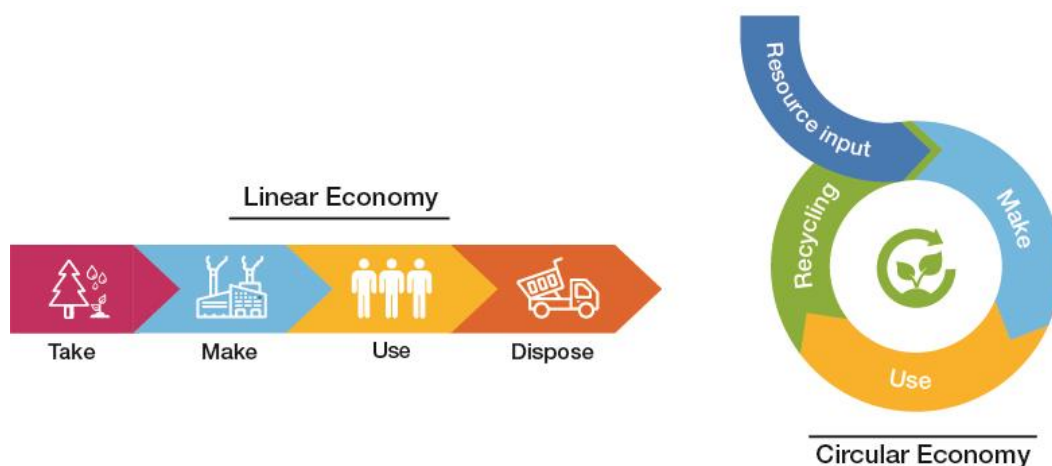 Linear Economy
Take
Make
Use
Dispose
Resource input
Make
Use
Recycling
Circular Economy